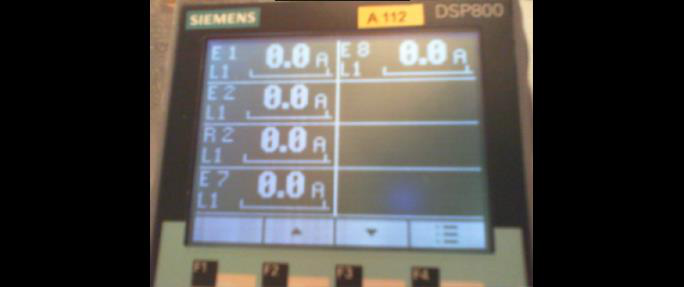 SIEMENS
A:112
DSP800
E 1
L1
0.0 A
E 8
L1
0.0 A
E 2
L1
0.0 A
R 2
L1
0.0 A
E 7
L1
0.0 A
F1
F2
F3
F4